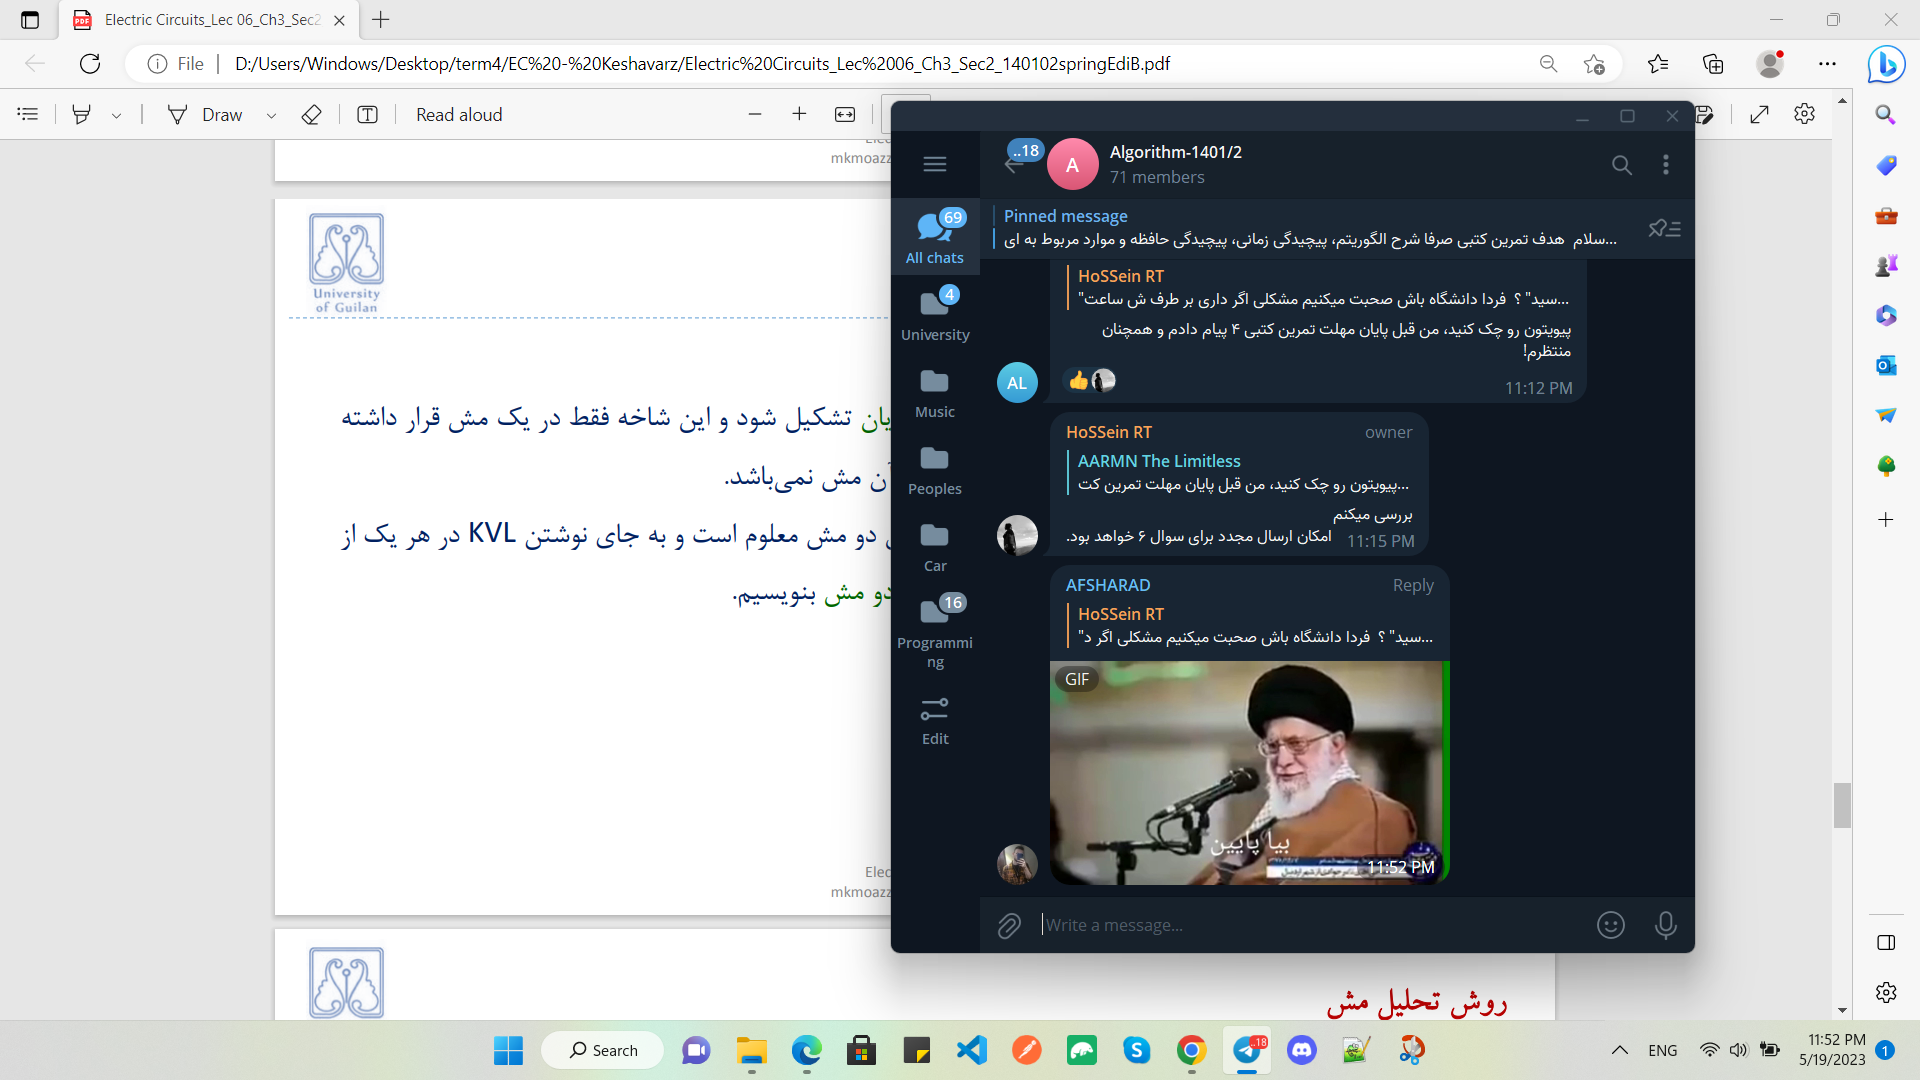 Electric Circuits_Lec 06_Ch3_Sec2
File
D:/Users/Windows/Desktop/term4/EC%20-%20Keshavarz/Electric%20Circuits_Lec%2006_Ch3_Sec2_140102springEdiB.pdf
Draw
Read aloud
mkmoazz
University
of Guilan
یان تشکیل شود و این شاخه فقط در یک مش قرار داشته
آن مش نمی‌باشد.
دو مش معلوم است و به جای نوشتن KVL در هر یک از
دو مش بنویسیم.
Elec
mkmoazz
روش تحلیل مش
..18
A
Algorithm-1401/2
71 members
69
All chats
4
University
Music
Peoples
Car
16
Programmi
ng
Edit
Pinned message
سلام هدف تمرین کتبی صرفا شرح الگوریتم، پیچیدگی زمانی، پیچیدگی حافظه و موارد مربوط به ای...
HoSSein RT
"سید" ؟ فردا دانشگاه باش صحبت میکنیم مشکلی اگر داری بر طرف ش ساعت...
پیویتون رو چک کنید، من قبل پایان مهلت تمرین کتبی ۴ پیام دادم و همچنان
منتظرم!
AL
11:12 PM
HoSSein RT
owner
AARMN The Limitless
پیویتون رو چک کنید، من قبل پایان مهلت تمرین کت...
بررسی میکنم
امکان ارسال مجدد برای سوال ۶ خواهد بود.
11:15 PM
AFSHARAD
Reply
HoSSein RT
"سید" ؟ فردا دانشگاه باش صحبت میکنیم مشکلی اگر د...
GIF
بیا پایین
11:52 PM
Write a message...
Search
..18
ENG
11:52 PM
5/19/2023
1